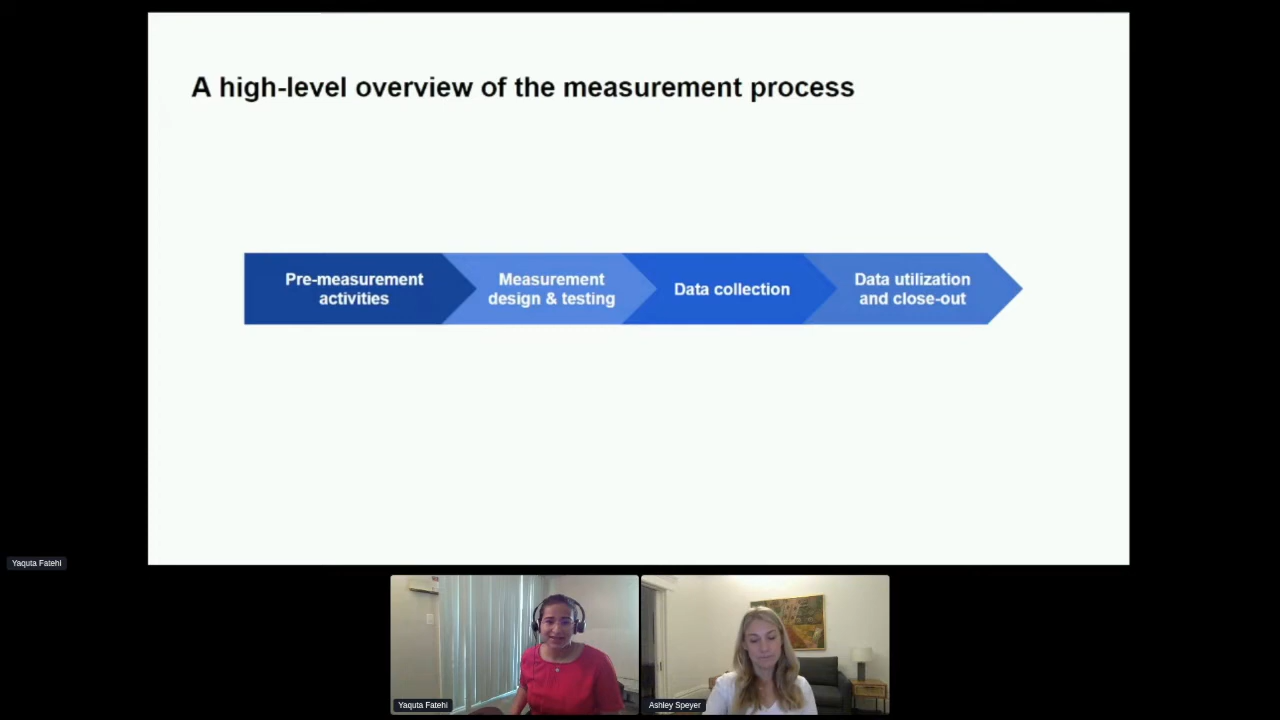 A high-level overview of the measurement process
Pre-measurement
activities
Measurement
design & testing
Data collection
Data utilization
and close-out
Yaquta Fatehi
Yaquta Fatehi
Ashley Speyer